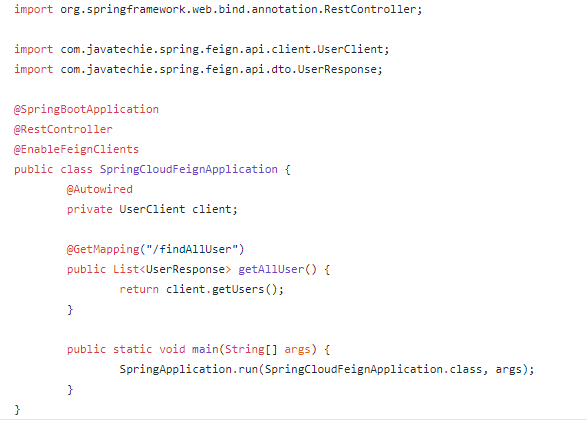 import org.springframework.web.bind.annotation.RestController;
import com.javatechie.spring.feign.api.client.UserClient;
import com.javatechie.spring.feign.api.dto.UserResponse;
@SpringBootApplication
@RestController
@EnableFeignClients
public class SpringCloudFeignApplication {
@Autowired
private UserClient client;
@GetMapping("/findAllUser")
public List<UserResponse> getAllUser() {
return client.getUsers();
}
public static void main(String[] args) {
SpringApplication.run(SpringCloudFeignApplication.class, args);
}
}